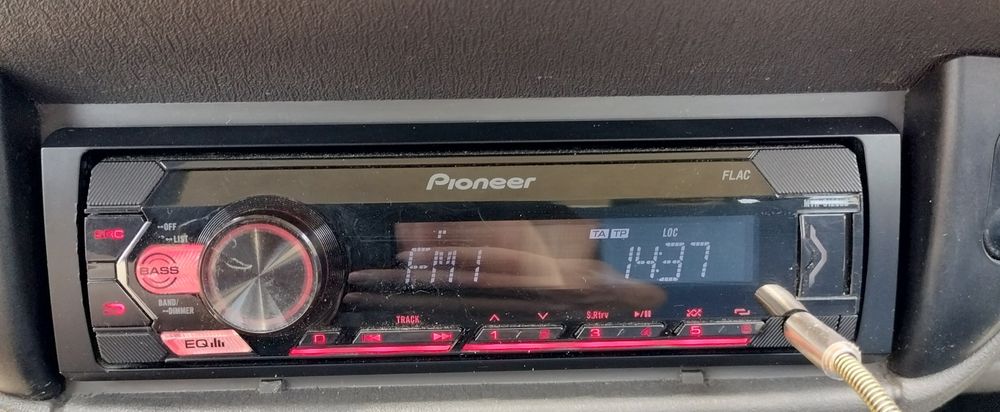 Pioneer
FLAC
OFF
SRC
LIST
TA TP LOC
BASS
FM1 14:37
BAND/
DIMMER
TRACK S.Rtrv
D 1 / 2 3 / 4 5 / 6
EQ